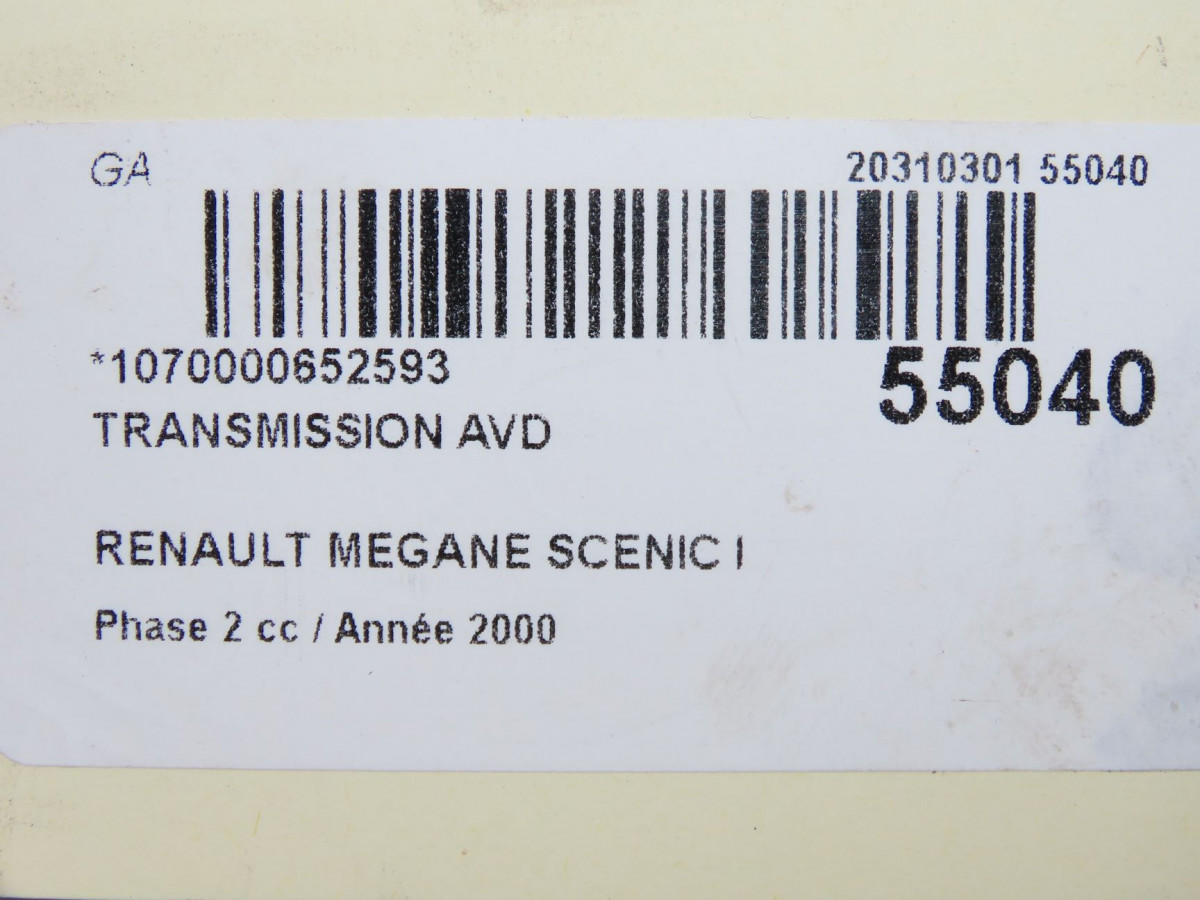 GA 20310301 55040
*1070000652593
55040
TRANSMISSION AVD
RENAULT MEGANE SCENIC I
Phase 2 cc / Année 2000